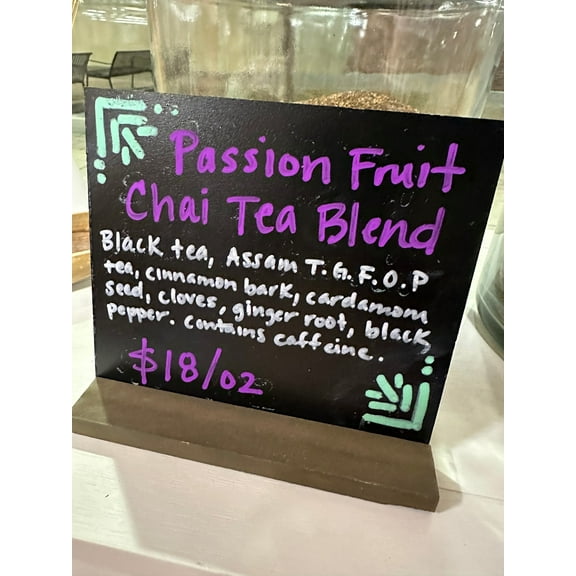 Passion Fruit
Chai Tea Blend
Black tea, Assam T.G.F.O.P
tea, cinnamon bark, cardamom
seed, cloves, ginger root, black
pepper. contains caffeine.
$18/oz